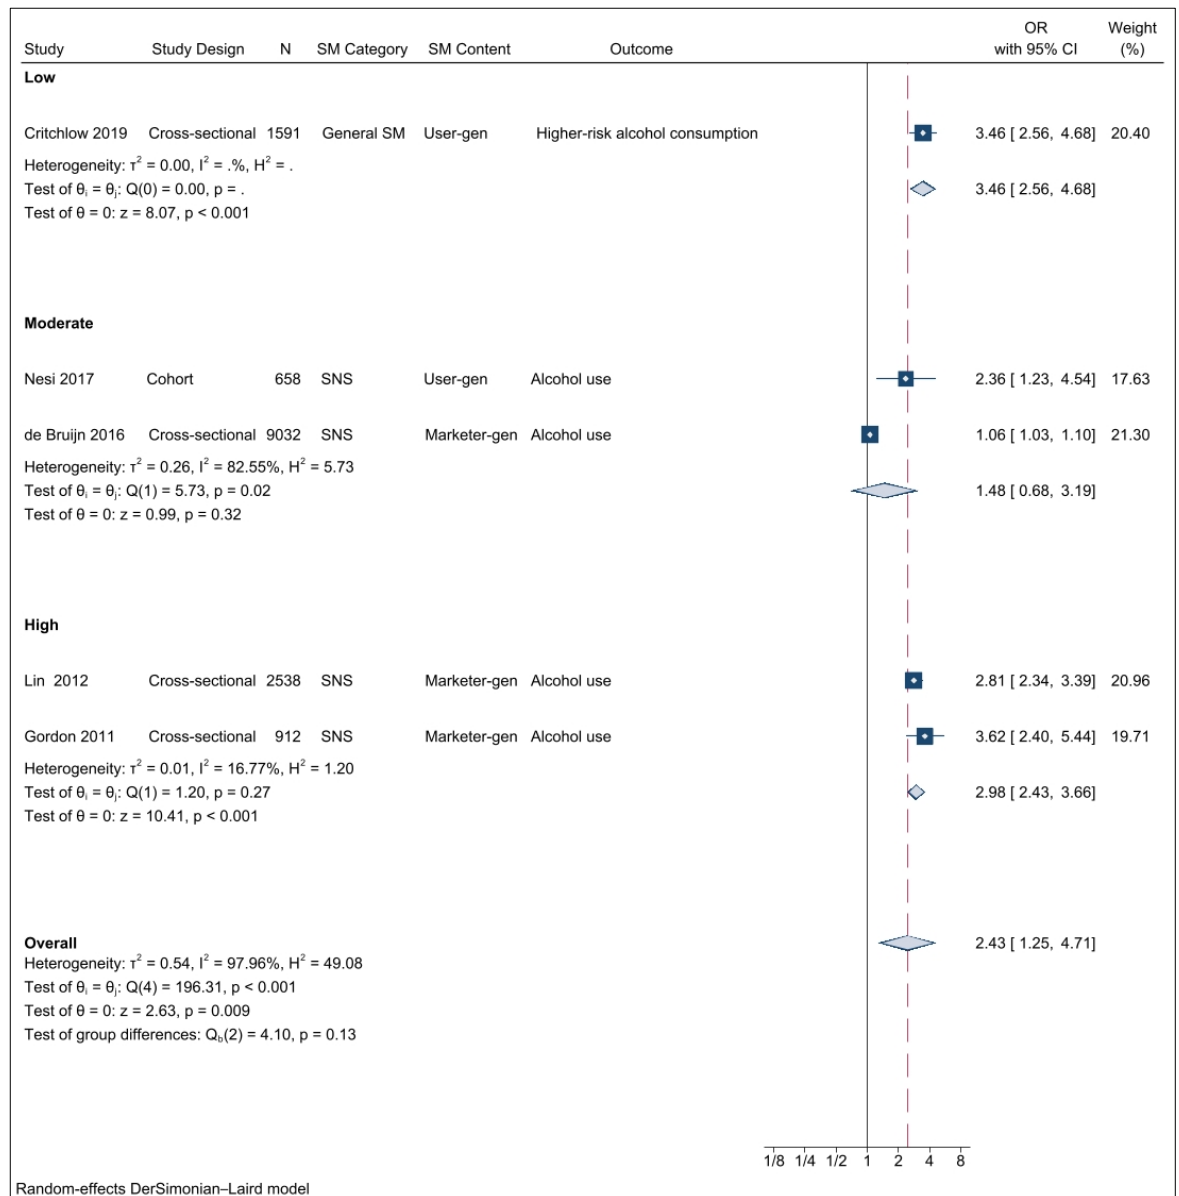 OR Weight
Study Study Design N SM Category SM Content Outcome with 95% CI (%)
Low
Critchlow 2019 Cross-sectional 1591 General SM User-gen Higher-risk alcohol consumption 3.46 [ 2.56, 4.68] 20.40
Heterogeneity: τ² = 0.00, I² = .%, H² = .
Test of θᵢ = θⱼ: Q(0) = 0.00, p = . 3.46 [ 2.56, 4.68]
Test of θ = 0: z = 8.07, p < 0.001
Moderate
Nesi 2017 Cohort 658 SNS User-gen Alcohol use 2.36 [ 1.23, 4.54] 17.63
de Bruijn 2016 Cross-sectional 9032 SNS Marketer-gen Alcohol use 1.06 [ 1.03, 1.10] 21.30
Heterogeneity: τ² = 0.26, I² = 82.55%, H² = 5.73
Test of θᵢ = θⱼ: Q(1) = 5.73, p = 0.02 1.48 [ 0.68, 3.19]
Test of θ = 0: z = 0.99, p = 0.32
High
Lin 2012 Cross-sectional 2538 SNS Marketer-gen Alcohol use 2.81 [ 2.34, 3.39] 20.96
Gordon 2011 Cross-sectional 912 SNS Marketer-gen Alcohol use 3.62 [ 2.40, 5.44] 19.71
Heterogeneity: τ² = 0.01, I² = 16.77%, H² = 1.20
Test of θᵢ = θⱼ: Q(1) = 1.20, p = 0.27 2.98 [ 2.43, 3.66]
Test of θ = 0: z = 10.41, p < 0.001
Overall 2.43 [ 1.25, 4.71]
Heterogeneity: τ² = 0.54, I² = 97.96%, H² = 49.08
Test of θᵢ = θⱼ: Q(4) = 196.31, p < 0.001
Test of θ = 0: z = 2.63, p = 0.009
Test of group differences: Q_b(2) = 4.10, p = 0.13
1/8 1/4 1/2 1 2 4 8
Random-effects DerSimonian–Laird model